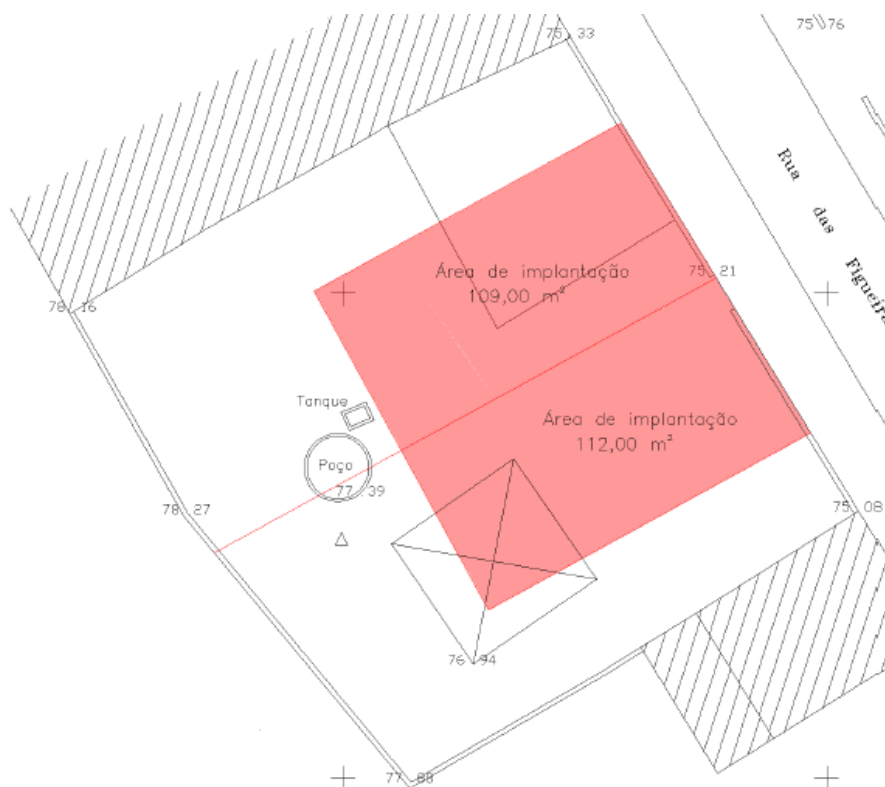 75 33
75 76
Rua das Figueira
Área de implantação
109,00 m²
75 21
78 16
Tanque
Poço
77 39
Área de implantação
112,00 m²
78 27
75 08
76 94
77 88